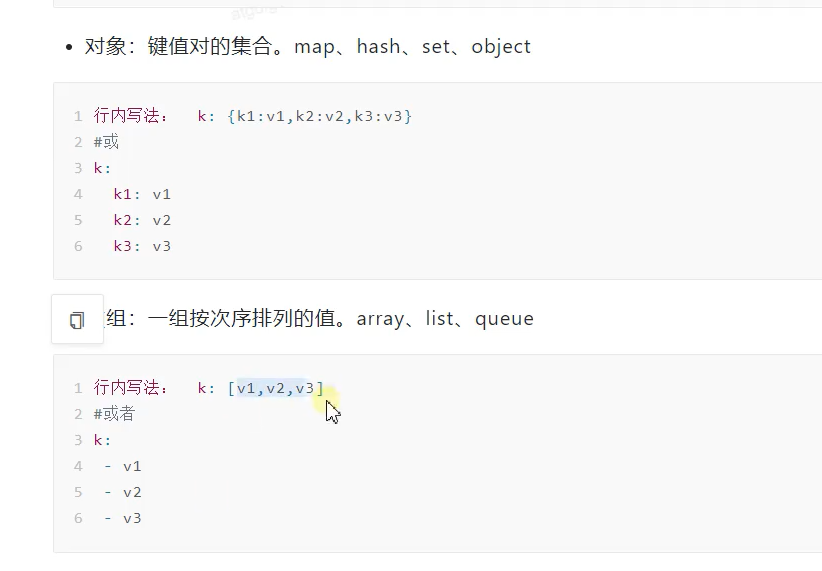 对象：键值对的集合。map、hash、set、object
1 行内写法： k: {k1:v1,k2:v2,k3:v3}
2 #或
3 k:
4 k1: v1
5 k2: v2
6 k3: v3
组：一组按次序排列的值。array、list、queue
1 行内写法： k: [v1,v2,v3]
2 #或者
3 k:
4 - v1
5 - v2
6 - v3